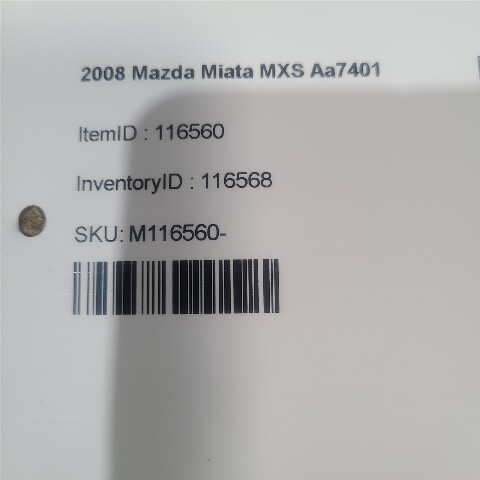 2008 Mazda Miata MXS Aa7401
ItemID : 116560
InventoryID : 116568
SKU: M116560-